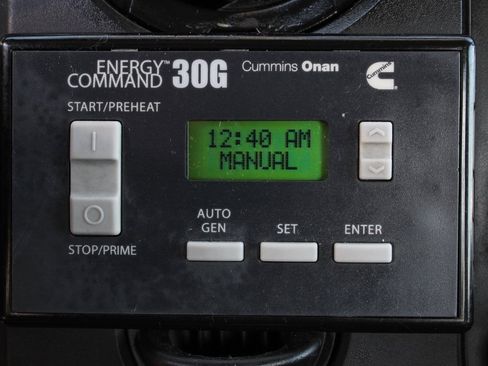 ENERGY™
COMMAND 30G
Cummins Onan
Cummins
START/PREHEAT
I
O
STOP/PRIME
12:40 AM
MANUAL
AUTO
GEN
SET
ENTER